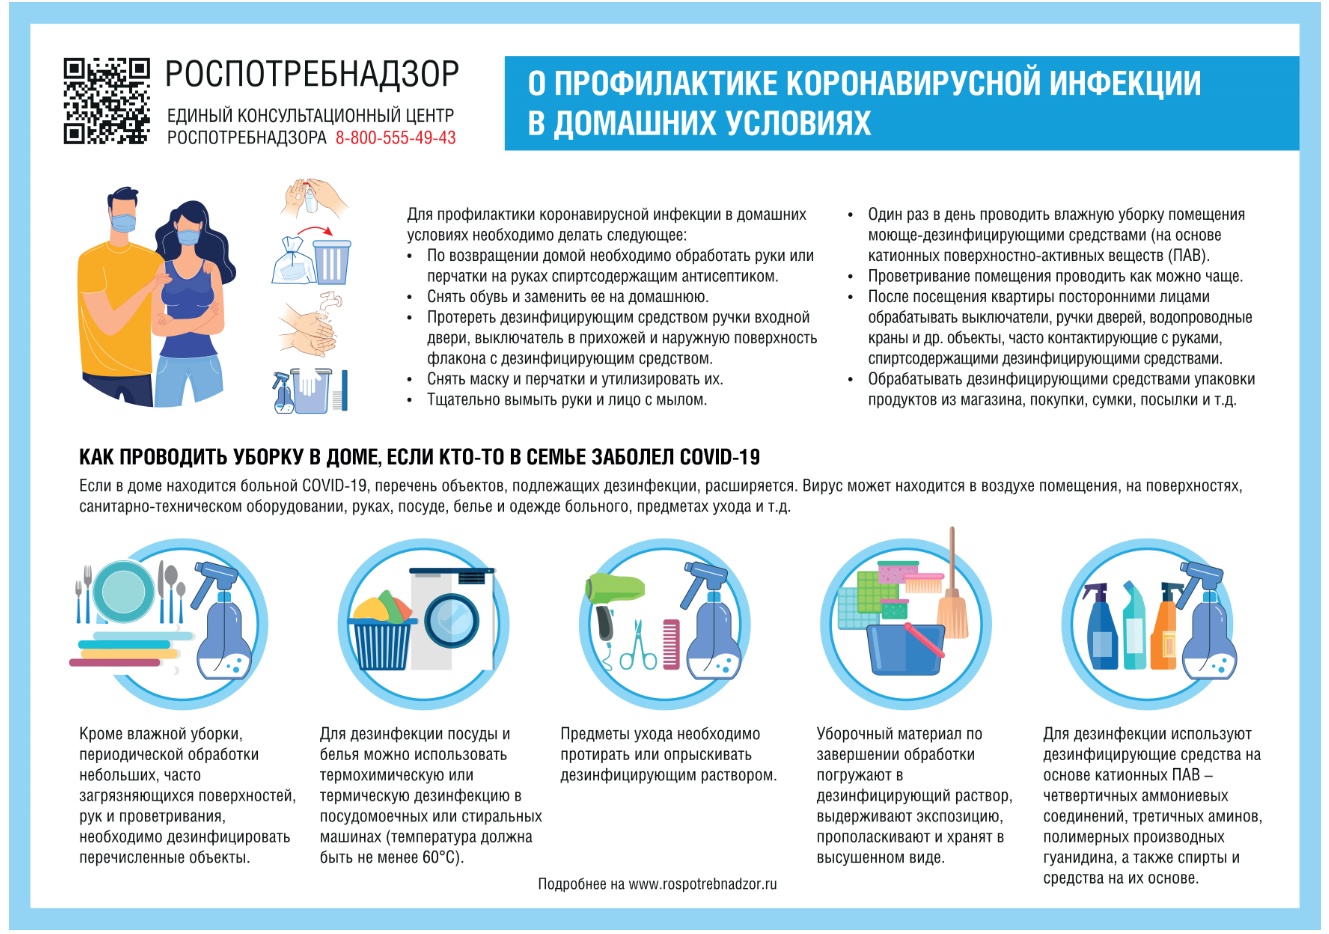 РОСПОТРЕБНАДЗОР
ЕДИНЫЙ КОНСУЛЬТАЦИОННЫЙ ЦЕНТР
РОСПОТРЕБНАДЗОРА 8-800-555-49-43
О ПРОФИЛАКТИКЕ КОРОНАВИРУСНОЙ ИНФЕКЦИИ
В ДОМАШНИХ УСЛОВИЯХ
Для профилактики коронавирусной инфекции в домашних
условиях необходимо делать следующее:
• По возвращении домой необходимо обработать руки или
перчатки на руках спиртсодержащим антисептиком.
• Снять обувь и заменить ее на домашнюю.
• Протереть дезинфицирующим средством ручки входной
двери, выключатель в прихожей и наружную поверхность
флакона с дезинфицирующим средством.
• Снять маску и перчатки и утилизировать их.
• Тщательно вымыть руки и лицо с мылом.
• Один раз в день проводить влажную уборку помещения
моюще-дезинфицирующими средствами (на основе
катионных поверхностно-активных веществ (ПАВ).
• Проветривание помещения проводить как можно чаще.
• После посещения квартиры посторонними лицами
обрабатывать выключатели, ручки дверей, водопроводные
краны и др. объекты, часто контактирующие с руками,
спиртсодержащими дезинфицирующими средствами.
• Обрабатывать дезинфицирующими средствами упаковки
продуктов из магазина, покупки, сумки, посылки и т.д.
КАК ПРОВОДИТЬ УБОРКУ В ДОМЕ, ЕСЛИ КТО-ТО В СЕМЬЕ ЗАБОЛЕЛ COVID-19
Если в доме находится больной COVID-19, перечень объектов, подлежащих дезинфекции, расширяется. Вирус может находится в воздухе помещения, на поверхностях,
санитарно-техническом оборудовании, руках, посуде, белье и одежде больного, предметах ухода и т.д.
Кроме влажной уборки,
периодической обработки
небольших, часто
загрязняющихся поверхностей,
рук и проветривания,
необходимо дезинфицировать
перечисленные объекты.
Для дезинфекции посуды и
белья можно использовать
термохимическую или
термическую дезинфекцию в
посудомоечных или стиральных
машинах (температура должна
быть не менее 60°С).
Предметы ухода необходимо
протирать или опрыскивать
дезинфицирующим раствором.
Уборочный материал по
завершении обработки
погружают в
дезинфицирующий раствор,
выдерживают экспозицию,
прополаскивают и хранят в
высушенном виде.
Для дезинфекции используют
дезинфицирующие средства на
основе катионных ПАВ –
четвертичных аммониевых
соединений, третичных аминов,
полимерных производных
гуанидина, а также спирты и
средства на их основе.
Подробнее на www.rospotrebnadzor.ru